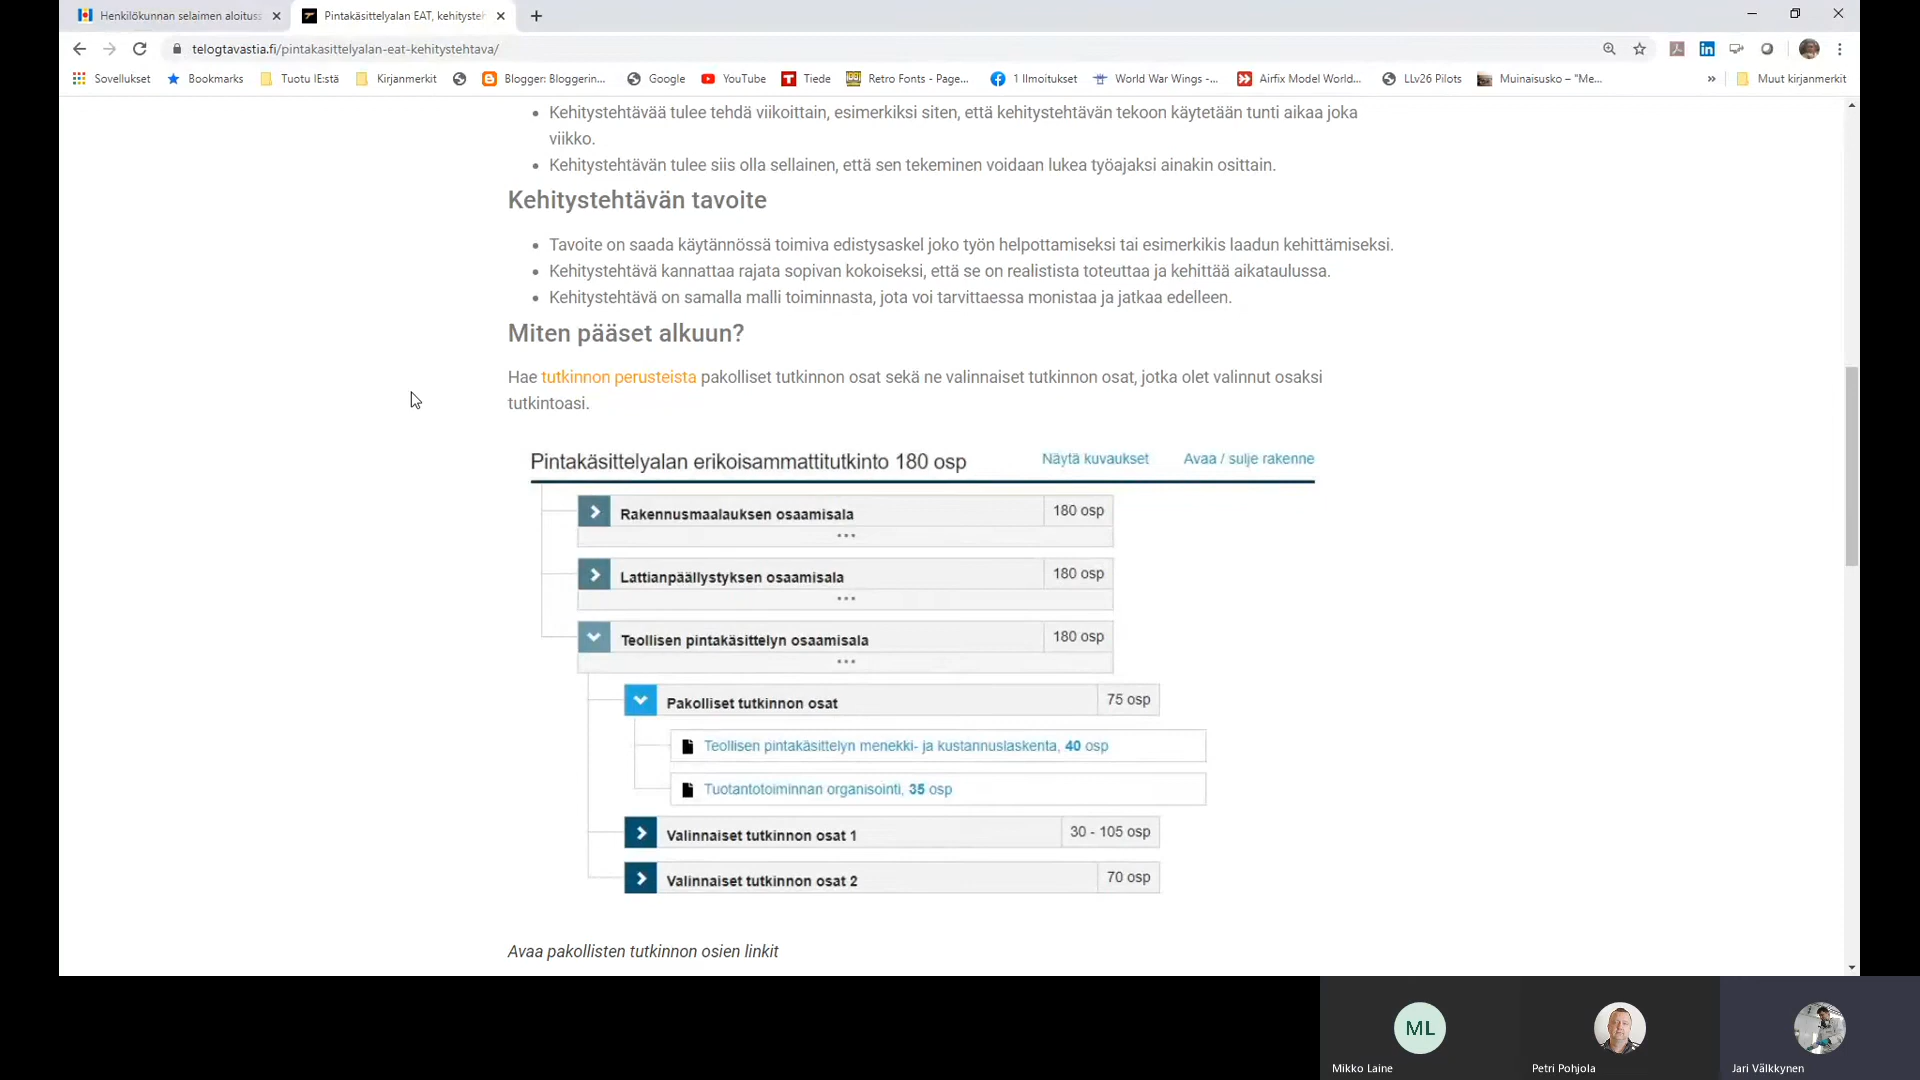 Henkilökunnan selaimen aloitus
Pintakäsittelyalan EAT, kehitysteh
telogtavastia.fi/pintakasittelyalan-eat-kehitystehtava/
Sovellukset
Bookmarks
Tuotu IE:stä
Kirjanmerkit
Blogger: Bloggerin...
Google
YouTube
Tiede
Retro Fonts - Page...
1 Ilmoitukset
World War Wings -...
Airfix Model World...
LLv26 Pilots
Muinaisusko – "Me...
»
Muut kirjanmerkit
• Kehitystehtävää tulee tehdä viikoittain, esimerkiksi siten, että kehitystehtävän tekoon käytetään tunti aikaa joka
viikko.
• Kehitystehtävän tulee siis olla sellainen, että sen tekeminen voidaan lukea työajaksi ainakin osittain.
Kehitystehtävän tavoite
• Tavoite on saada käytännössä toimiva edistysaskel joko työn helpottamiseksi tai esimerkikis laadun kehittämiseksi.
• Kehitystehtävä kannattaa rajata sopivan kokoiseksi, että se on realistista toteuttaa ja kehittää aikataulussa.
• Kehitystehtävä on samalla malli toiminnasta, jota voi tarvittaessa monistaa ja jatkaa edelleen.
Miten pääset alkuun?
Hae tutkinnon perusteista pakolliset tutkinnon osat sekä ne valinnaiset tutkinnon osat, jotka olet valinnut osaksi
tutkintoasi.
Pintakäsittelyalan erikoisammattitutkinto 180 osp
Näytä kuvaukset
Avaa / sulje rakenne
Rakennusmaalauksen osaamisala 180 osp
...
Lattianpäällystyksen osaamisala 180 osp
...
Teollisen pintakäsittelyn osaamisala 180 osp
...
Pakolliset tutkinnon osat 75 osp
Teollisen pintakäsittelyn menekki- ja kustannuslaskenta, 40 osp
Tuotantotoiminnan organisointi, 35 osp
Valinnaiset tutkinnon osat 1 30 - 105 osp
Valinnaiset tutkinnon osat 2 70 osp
Avaa pakollisten tutkinnon osien linkit
ML
Mikko Laine
Petri Pohjola
Jari Välkkynen